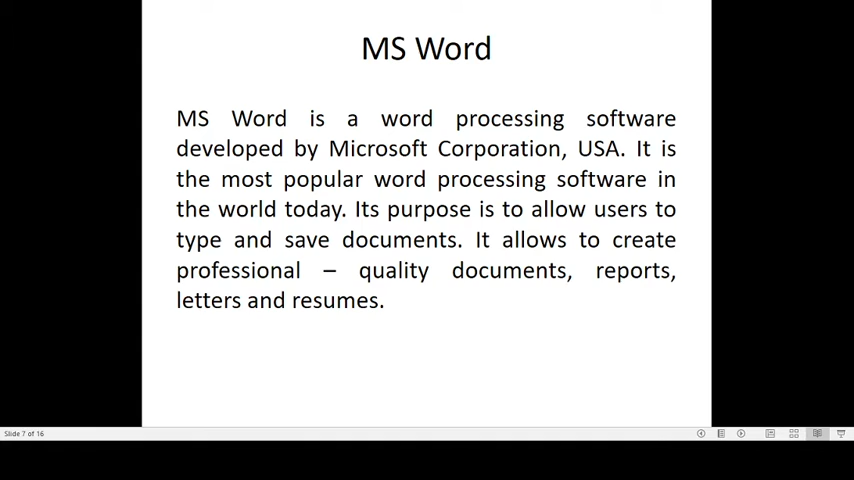 MS Word
MS Word is a word processing software
developed by Microsoft Corporation, USA. It is
the most popular word processing software in
the world today. Its purpose is to allow users to
type and save documents. It allows to create
professional – quality documents, reports,
letters and resumes.
Slide 7 of 16